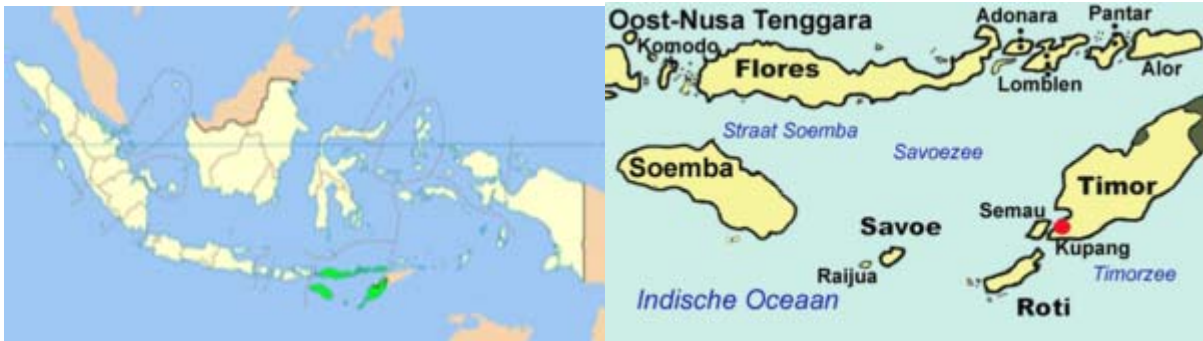 Oost-Nusa Tenggara
Adonara
Pantar
Komodo
Flores
Alor
Lomblen
Straat Soemba
Savoezee
Soemba
Timor
Semau
Savoe
Kupang
Raijua
Timorzee
Indische Oceaan
Roti